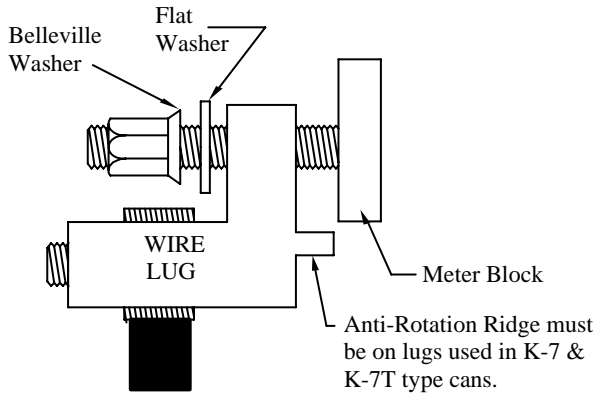 Belleville
Washer
Flat
Washer
WIRE
LUG
Meter Block
Anti-Rotation Ridge must
be on lugs used in K-7 &
K-7T type cans.